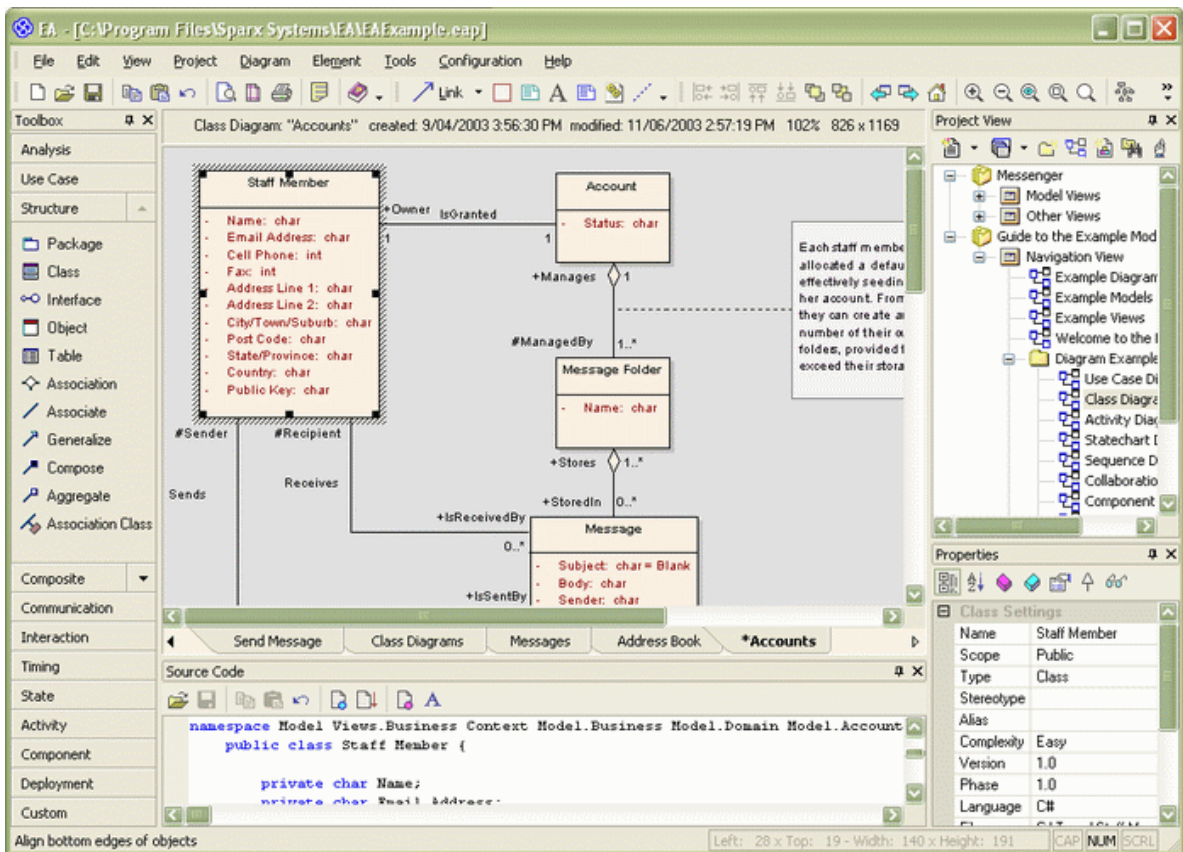 EA - [C:\Program Files\Sparx Systems\EA\EAExample.eap]
File Edit View Project Diagram Element Tools Configuration Help
Link
Toolbox
Analysis
Use Case
Structure
Package
Class
Interface
Object
Table
Association
Associate
Generalize
Compose
Aggregate
Association Class
Composite
Communication
Interaction
Timing
State
Activity
Component
Deployment
Custom
Class Diagram: "Accounts" created: 9/04/2003 3:56:30 PM modified: 11/06/2003 2:57:19 PM 102% 826 x 1169
Staff Member
- Name: char
- Email Address: char
- Cell Phone: int
- Fax: int
- Address Line 1: char
- Address Line 2: char
- City/Town/Suburb: char
- Post Code: char
- State/Province: char
- Country: char
- Public Key: char
+Owner IsGranted
1 1
Account
- Status: char
+Manages 1
#ManagedBy 1..*
Message Folder
- Name: char
+Stores 1..*
+StoredIn 0..*
#Sender #Recipient
Sends
Receives
+IsReceivedBy
0..*
+IsSentBy
Message
- Subject: char = Blank
- Body: char
- Sender: char
Each staff membe
allocated a defau
effectively seedin
her account. From
they can create a
number of their o
folders, provided
exceed their stora
Send Message Class Diagrams Messages Address Book *Accounts
Source Code
namespace Model Views.Business Context Model.Business Model.Domain Model.Account
public class Staff Member {
private char Name;
private char Email Address;
Project View
Messenger
Model Views
Other Views
Guide to the Example Mod
Navigation View
Example Diagram
Example Models
Example Views
Welcome to the
Diagram Example
Use Case Di
Class Diagra
Activity Diag
Statechart D
Sequence D
Collaboratio
Component
Properties
Class Settings
Name Staff Member
Scope Public
Type Class
Stereotype
Alias
Complexity Easy
Version 1.0
Phase 1.0
Language C#
Align bottom edges of objects
Left: 28 x Top: 19 - Width: 140 x Height: 191 CAP NUM SCRL